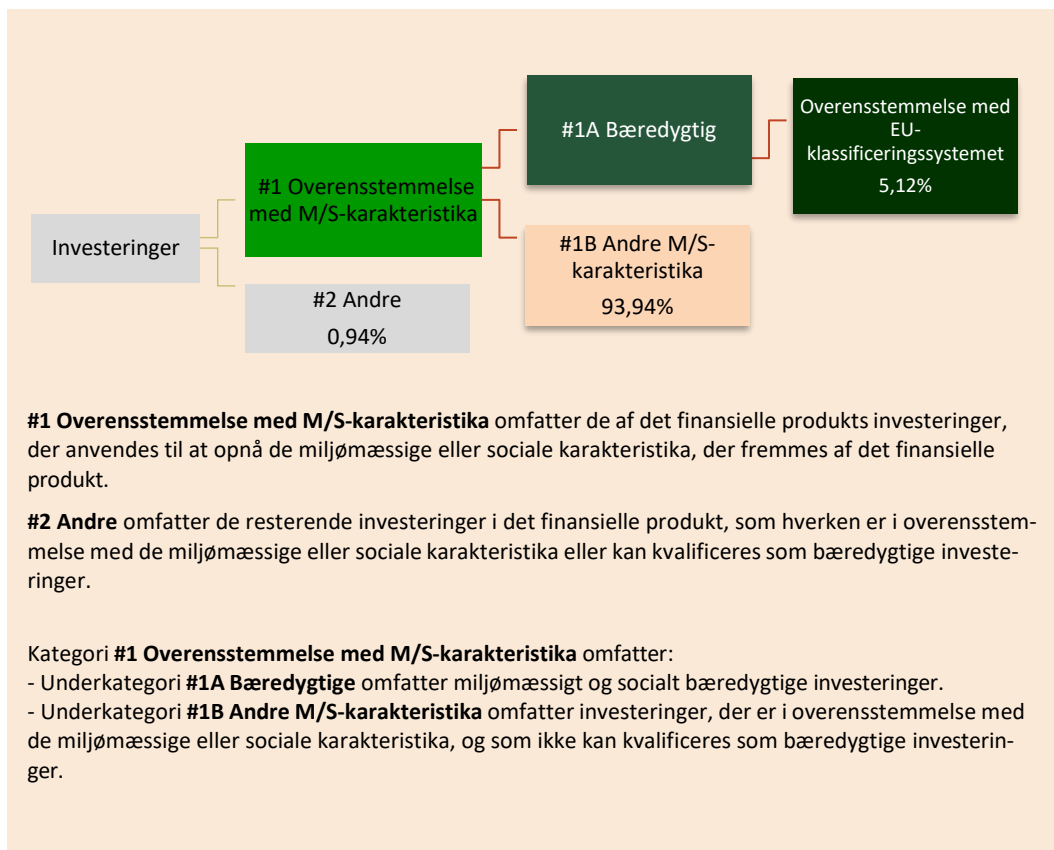 Investeringer
#1 Overensstemmelse
med M/S-karakteristika
#2 Andre
0,94%
#1A Bæredygtig
#1B Andre M/S-
karakteristika
93,94%
Overensstemmelse med
EU-
klassificeringssystemet
5,12%
#1 Overensstemmelse med M/S-karakteristika omfatter de af det finansielle produkts investeringer,
der anvendes til at opnå de miljømæssige eller sociale karakteristika, der fremmes af det finansielle
produkt.
#2 Andre omfatter de resterende investeringer i det finansielle produkt, som hverken er i overensstem-
melse med de miljømæssige eller sociale karakteristika eller kan kvalificeres som bæredygtige investe-
ringer.
Kategori #1 Overensstemmelse med M/S-karakteristika omfatter:
- Underkategori #1A Bæredygtige omfatter miljømæssigt og socialt bæredygtige investeringer.
- Underkategori #1B Andre M/S-karakteristika omfatter investeringer, der er i overensstemmelse med
de miljømæssige eller sociale karakteristika, og som ikke kan kvalificeres som bæredygtige investerin-
ger.